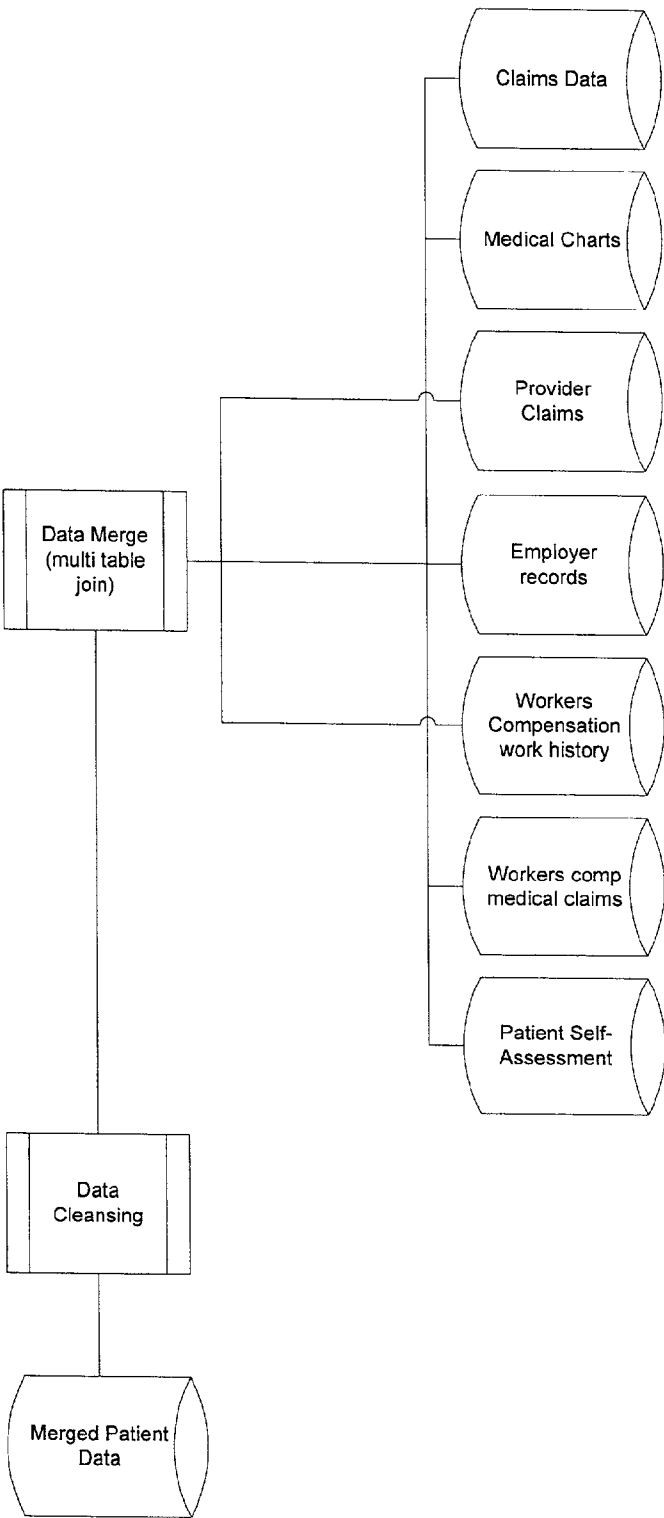 Claims Data
Medical Charts
Provider
Claims
Data Merge
(multi table
join)
Employer
records
Workers
Compensation
work history
Workers comp
medical claims
Patient Self-
Assessment
Data
Cleansing
Merged Patient
Data